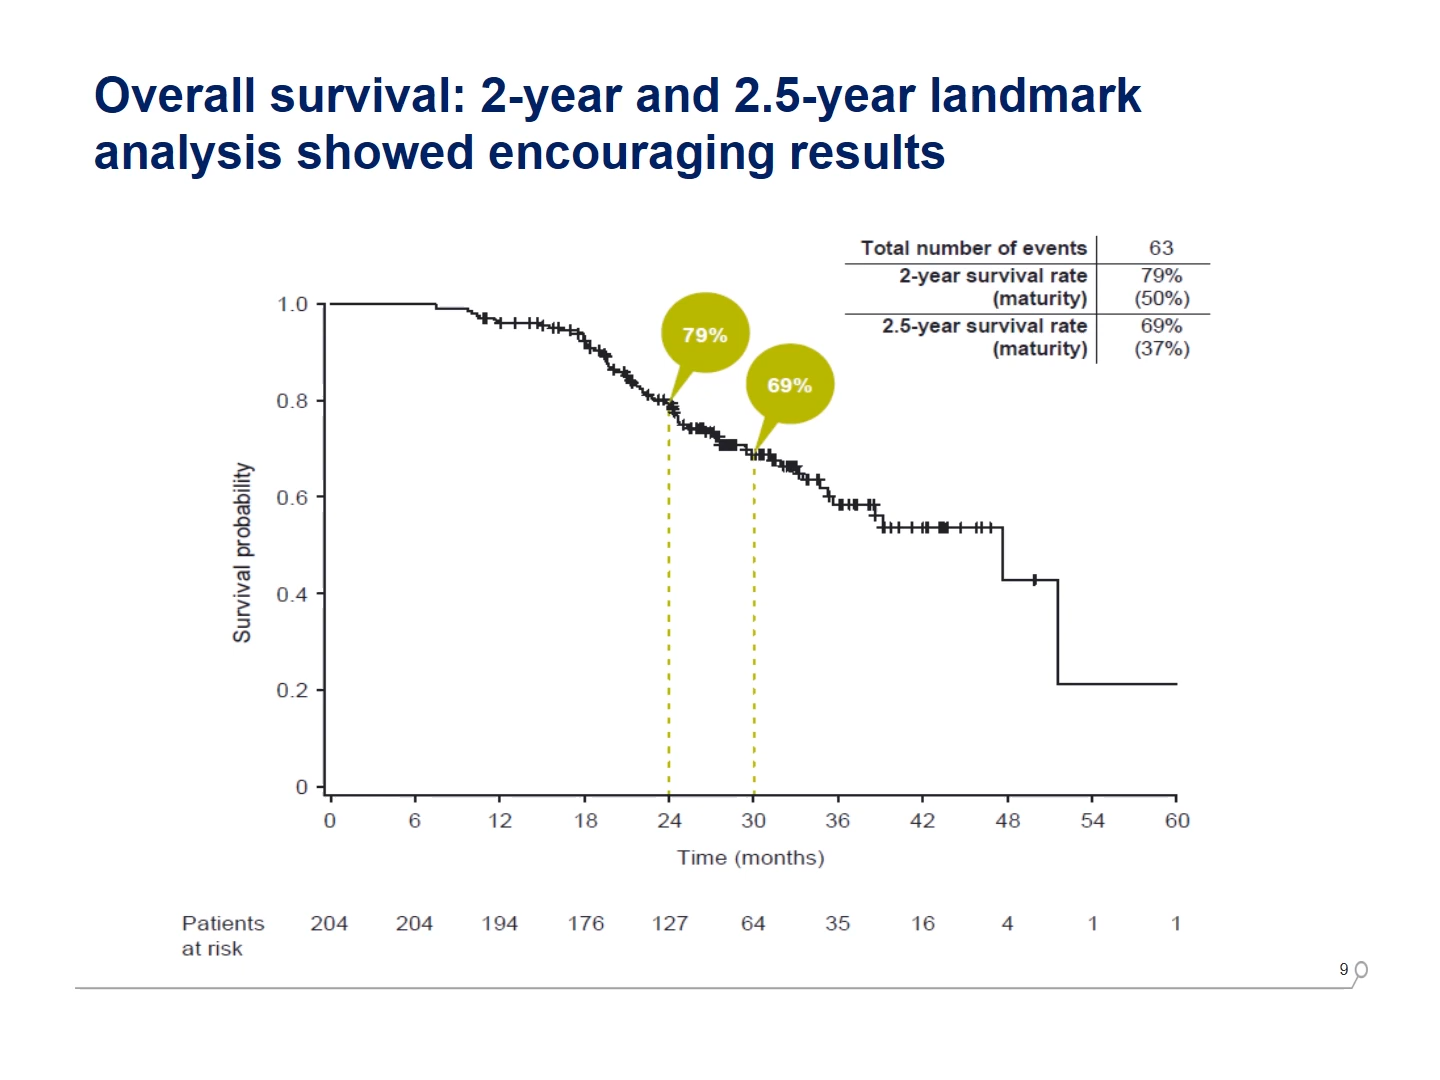 Overall survival: 2-year and 2.5-year landmark
analysis showed encouraging results
Total number of events 63
2-year survival rate 79%
(maturity) (50%)
2.5-year survival rate 69%
(maturity) (37%)
79%
69%
Survival probability
1.0
0.8
0.6
0.4
0.2
0
0 6 12 18 24 30 36 42 48 54 60
Time (months)
Patients 204 204 194 176 127 64 35 16 4 1 1
at risk
9